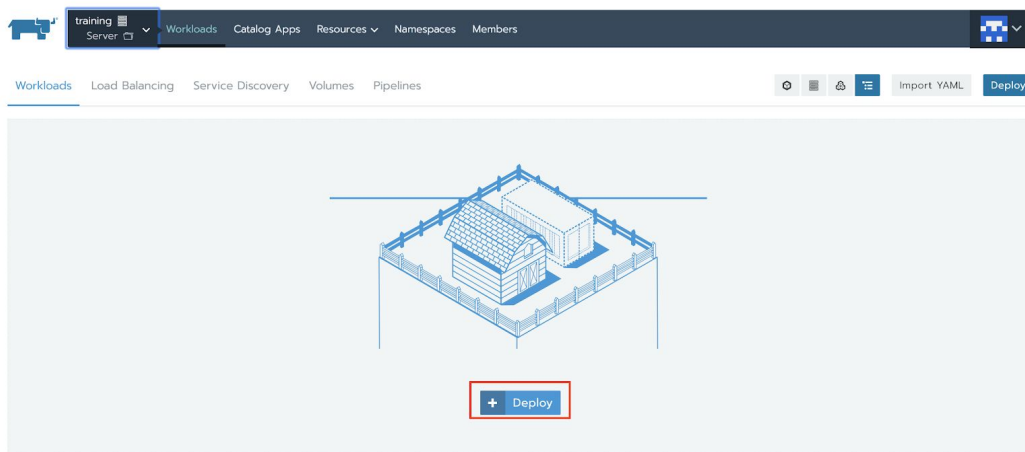 training
Server
Workloads Catalog Apps Resources Namespaces Members
Workloads Load Balancing Service Discovery Volumes Pipelines
Import YAML Deploy
+ Deploy